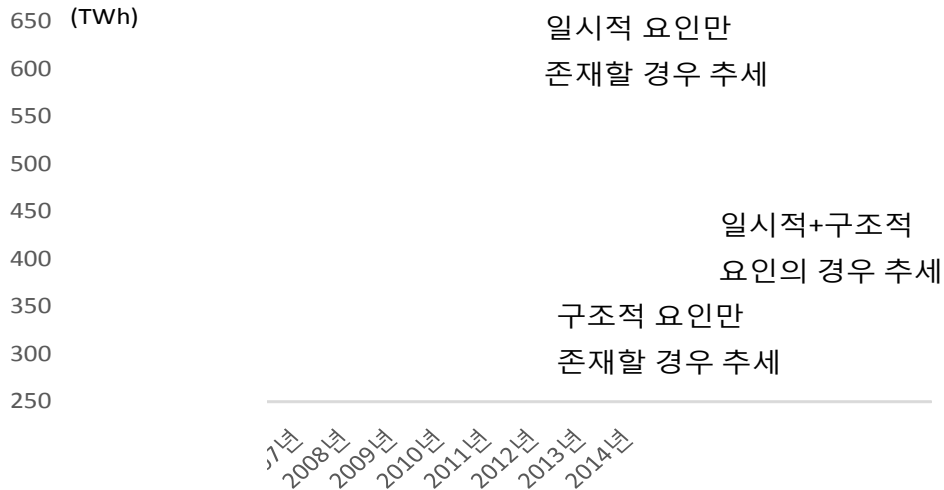 650 (TWh)
600
550
500
450
400
350
300
250
일시적 요인만
존재할 경우 추세
일시적+구조적
요인의 경우 추세
구조적 요인만
존재할 경우 추세
7년
2008년
2009년
2010년
2011년
2012년
2013년
2014년